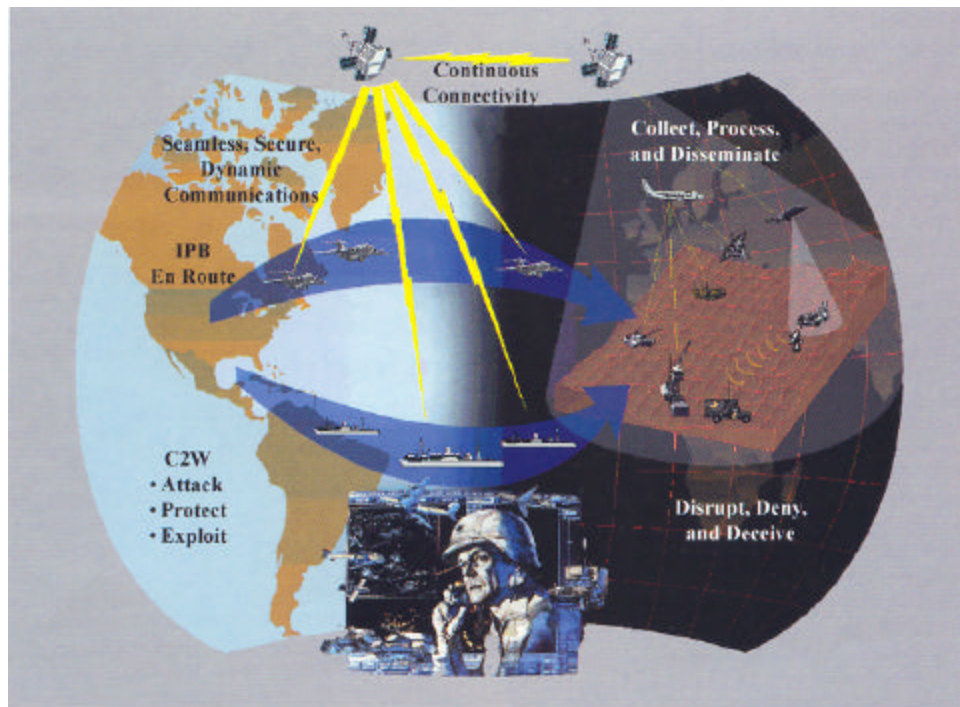 Continuous
Connectivity
Seamless, Secure,
Dynamic
Communications
IPB
En Route
Collect, Process,
and Disseminate
C2W
• Attack
• Protect
• Exploit
Disrupt, Deny,
and Deceive